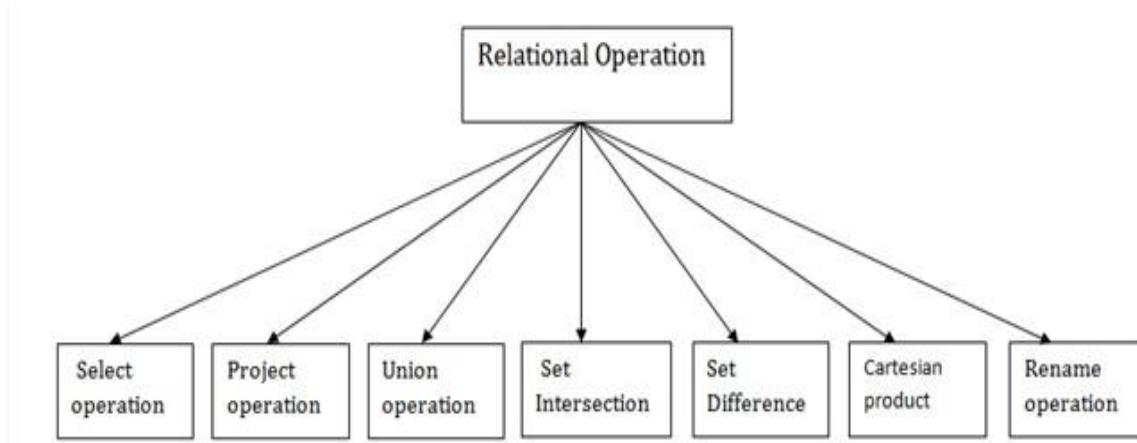 Relational Operation
Select
operation
Project
operation
Union
operation
Set
Intersection
Set
Difference
Cartesian
product
Rename
operation